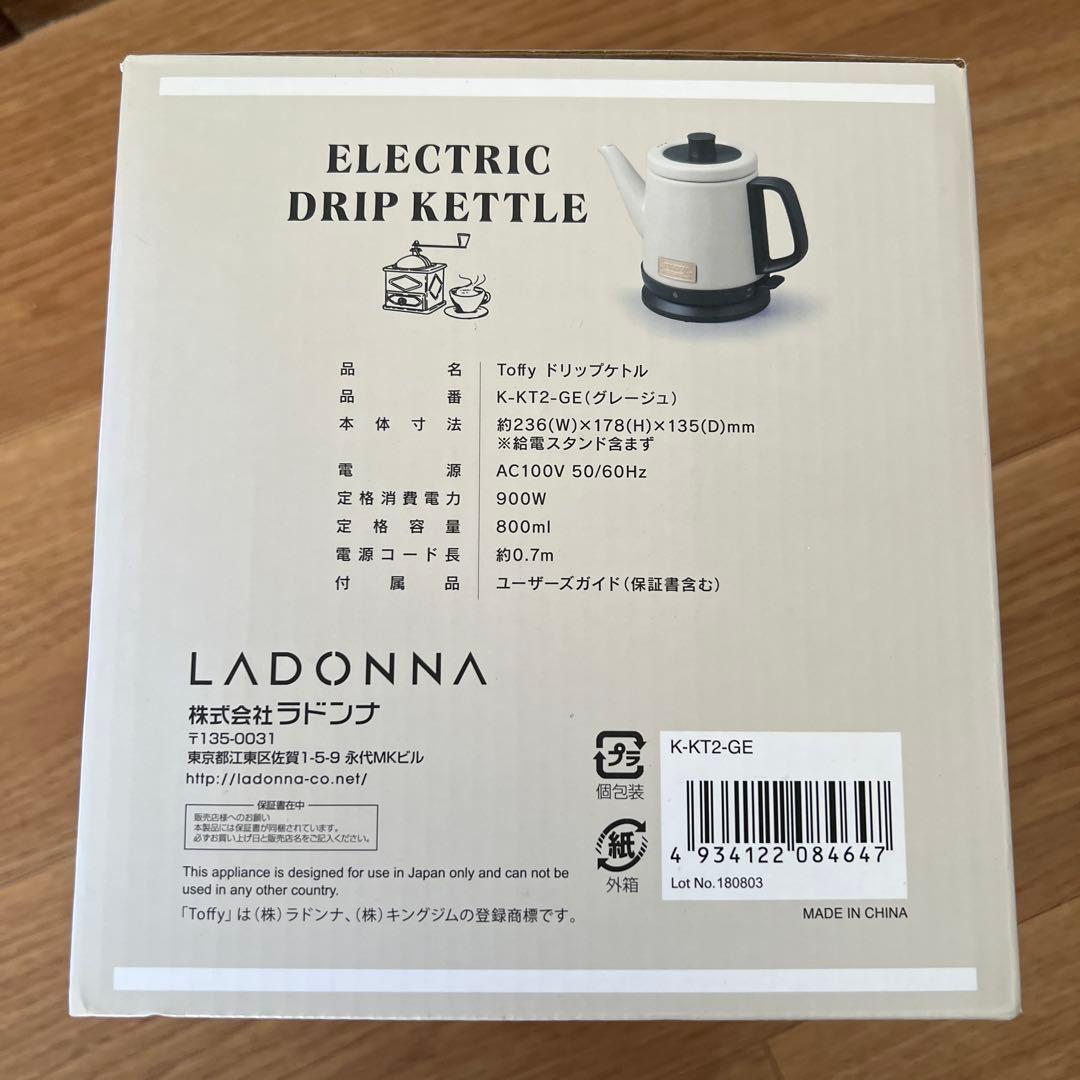 ELECTRIC
DRIP KETTLE
品名 Toffy ドリップケトル
品番 K-KT2-GE(グレージュ)
本体寸法 約236(W)×178(H)×135(D)mm
※給電スタンド含まず
電源 AC100V 50/60Hz
定格消費電力 900W
定格容量 800ml
電源コード長 約0.7m
付属品 ユーザーズガイド(保証書含む)
LADONNA
株式会社ラドンナ
〒135-0031
東京都江東区佐賀1-5-9 永代MKビル
http://ladonna-co.net/
保証書在中
販売店様へのお願い
本製品には保証書が同梱されています。
必ずお買い上げ日と販売店名をご記入ください。
This appliance is designed for use in Japan only and can not be
used in any other country.
「Toffy」は(株)ラドンナ、(株)キングジムの登録商標です。
プラ
個包装
紙
外箱
K-KT2-GE
4 934122 084647
Lot No.180803
MADE IN CHINA